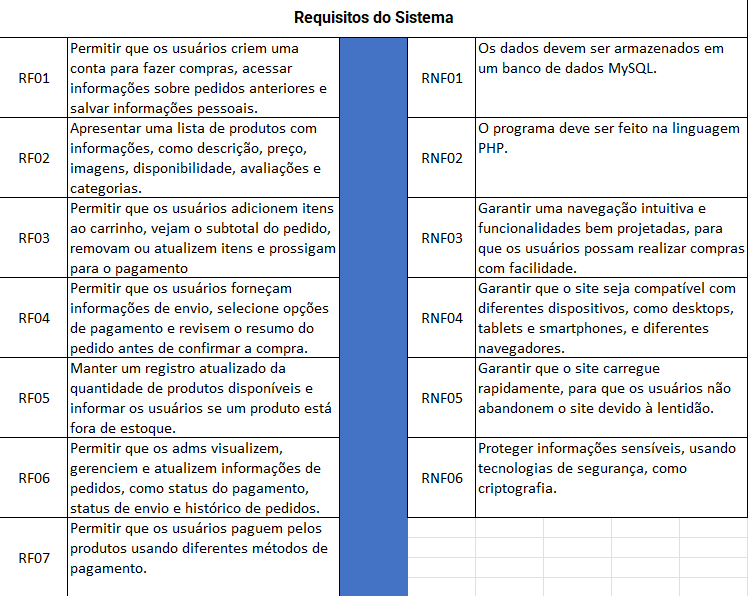 Requisitos do Sistema
RF01
Permitir que os usuários criem uma
conta para fazer compras, acessar
informações sobre pedidos anteriores e
salvar informações pessoais.
RNF01
Os dados devem ser armazenados em
um banco de dados MySQL.
RF02
Apresentar uma lista de produtos com
informações, como descrição, preço,
imagens, disponibilidade, avaliações e
categorias.
RNF02
O programa deve ser feito na linguagem
PHP.
RF03
Permitir que os usuários adicionem itens
ao carrinho, vejam o subtotal do pedido,
removam ou atualizem itens e prossigam
para o pagamento
RNF03
Garantir uma navegação intuitiva e
funcionalidades bem projetadas, para
que os usuários possam realizar compras
com facilidade.
RF04
Permitir que os usuários forneçam
informações de envio, selecione opções
de pagamento e revisem o resumo do
pedido antes de confirmar a compra.
RNF04
Garantir que o site seja compatível com
diferentes dispositivos, como desktops,
tablets e smartphones, e diferentes
navegadores.
RF05
Manter um registro atualizado da
quantidade de produtos disponíveis e
informar os usuários se um produto está
fora de estoque.
RNF05
Garantir que o site carregue
rapidamente, para que os usuários não
abandonem o site devido à lentidão.
RF06
Permitir que os adms visualizem,
gerenciem e atualizem informações de
pedidos, como status do pagamento,
status de envio e histórico de pedidos.
RNF06
Proteger informações sensíveis, usando
tecnologias de segurança, como
criptografia.
RF07
Permitir que os usuários paguem pelos
produtos usando diferentes métodos de
pagamento.